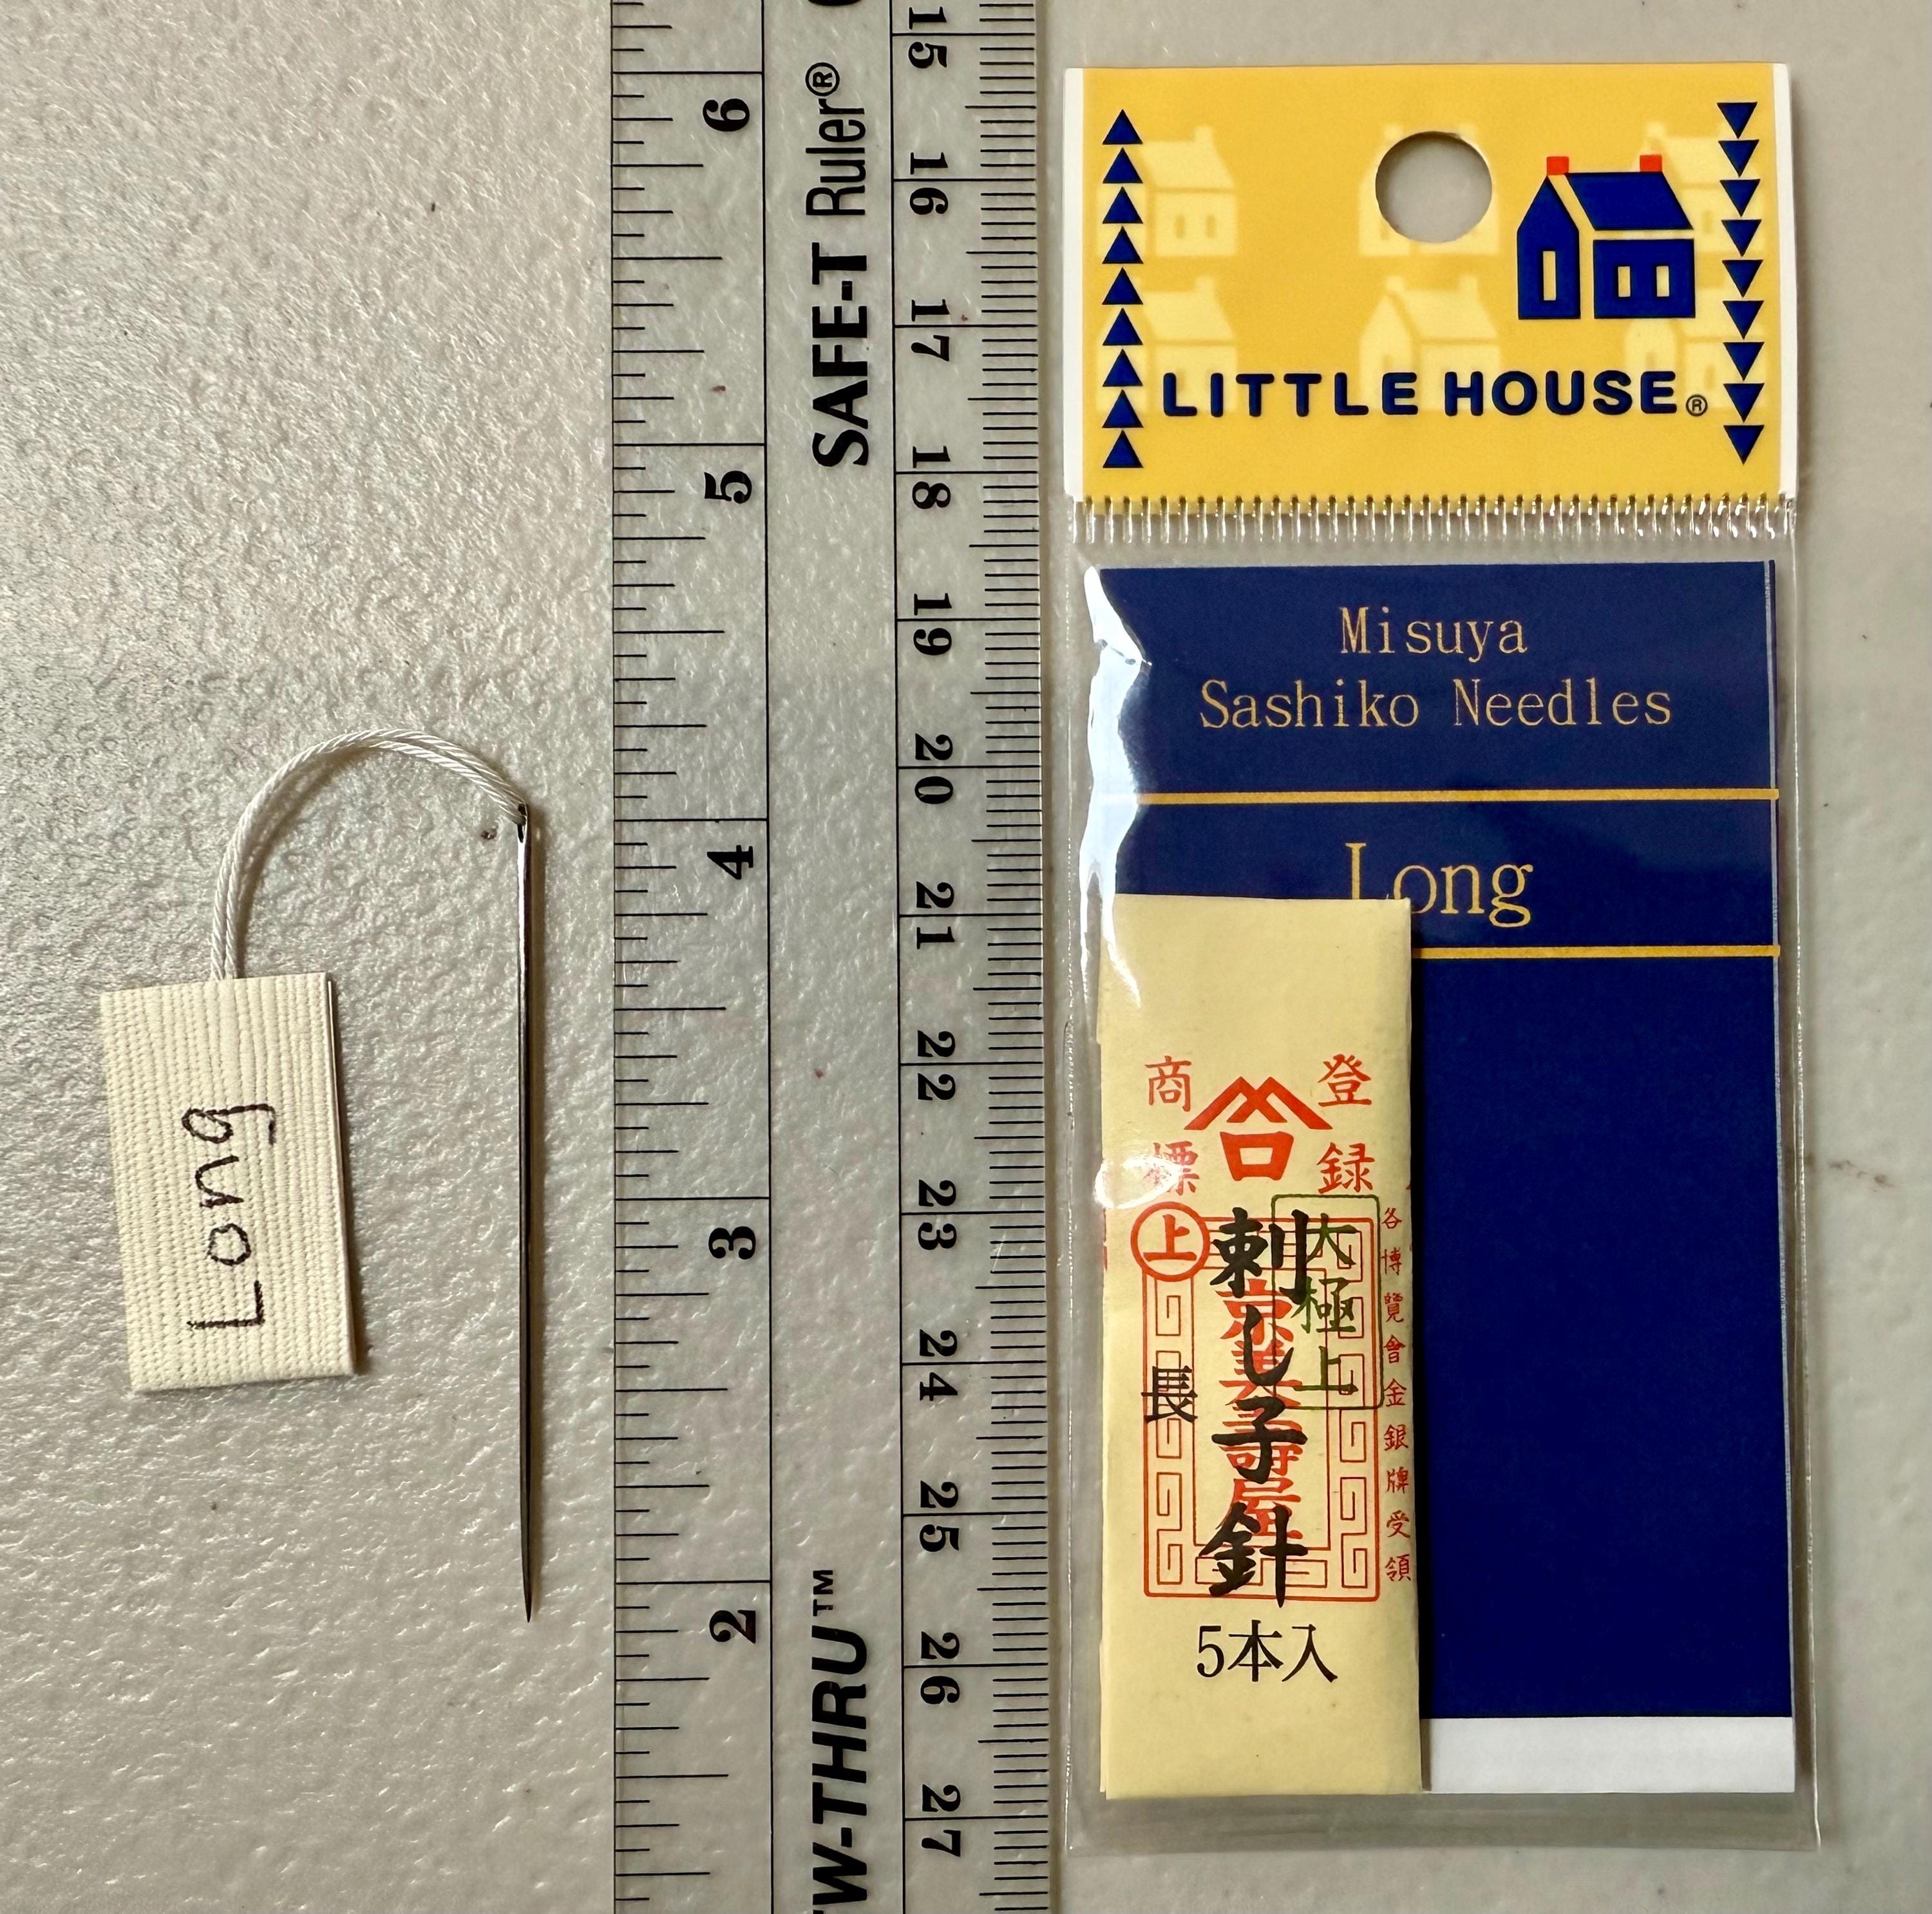 Long
6
5
4
3
2
SAFE-T Ruler®
W-THRU™
15
16
17
18
19
20
21
22
23
24
25
26
27
LITTLE HOUSE®
Misuya
Sashiko Needles
Long
登録
商標
上
大極上
刺し子針
長
各博覧會金銀牌受領
5本入